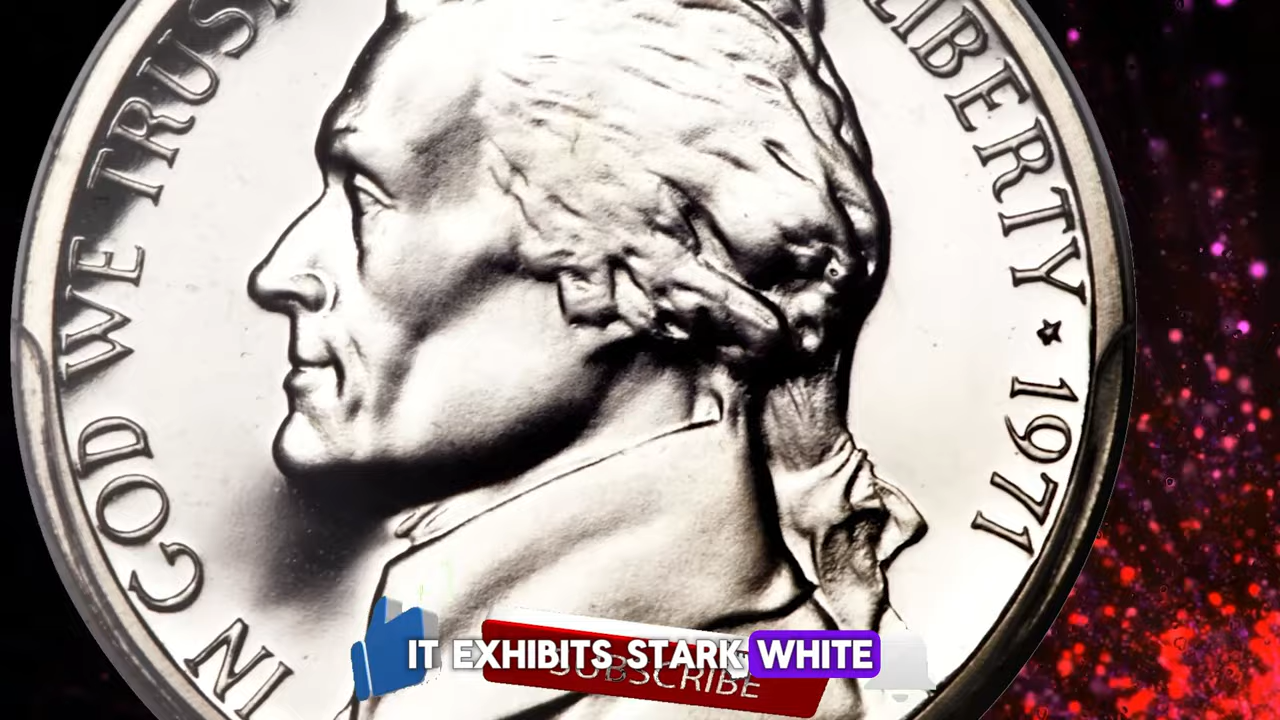 IN GOD WE TRUST
LIBERTY ★ 1971
IT EXHIBITS STARK WHITE
SUBSCRIBE